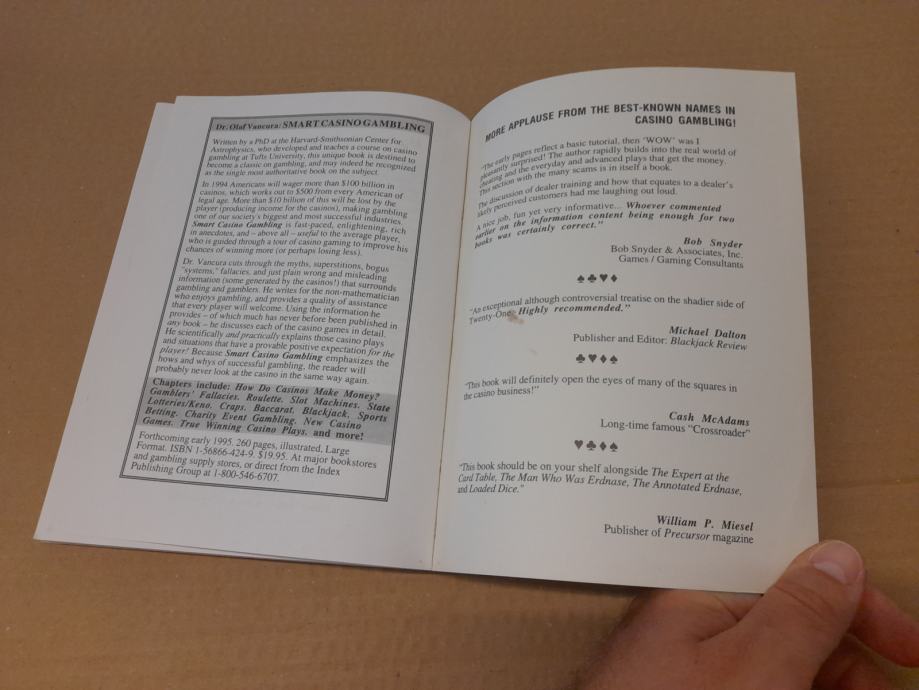 Dr. Olaf Vancura: SMART CASINO GAMBLING
Written by a PhD at the Harvard-Smithsonian Center for
Astrophysics, who developed and teaches a course on casino
gambling at Tufts University, this unique book is destined to
become a classic on gambling, and may indeed be recognized
as the single most authoritative book on the subject.
In 1994 Americans will wager more than $100 billion in
casinos, which works out to $500 from every American of
legal age. More than $10 billion of this will be lost by the
player (producing income for the casinos), making gambling
one of our society's biggest and most successful industries.
Smart Casino Gambling is fast-paced, enlightening, rich
in anecdotes, and – above all – useful to the average player,
who is guided through a tour of casino gaming to improve his
chances of winning more (or perhaps losing less).
Dr. Vancura cuts through the myths, superstitions, bogus
"systems," fallacies, and just plain wrong and misleading
information (some generated by the casinos!) that surrounds
gambling and gamblers. He writes for the non-mathematician
who enjoys gambling, and provides a quality of assistance
that every player will welcome. Using the information he
provides – of which much has never before been published in
any book – he discusses each of the casino games in detail.
He scientifically and practically explains those casino plays
and situations that have a provable positive expectation for the
player! Because Smart Casino Gambling emphasizes the
hows and whys of successful gambling, the reader will
probably never look at the casino in the same way again.
Chapters include: How Do Casinos Make Money?
Gamblers' Fallacies. Roulette. Slot Machines. State
Lotteries/Keno. Craps. Baccarat. Blackjack. Sports
Betting. Charity Event Gambling. New Casino
Games. True Winning Casino Plays. and more!
Forthcoming early 1995. 260 pages, illustrated, Large
Format. ISBN 1-56866-424-9. $19.95. At major bookstores
and gambling supply stores, or direct from the Index
Publishing Group at 1-800-546-6707.
MORE APPLAUSE FROM THE BEST-KNOWN NAMES IN
CASINO GAMBLING!
"The early pages reflect a basic tutorial, then 'WOW' was I
pleasantly surprised! The author rapidly builds into the real world of
cheating and the everyday and advanced plays that get the money.
This section with the many scams is in itself a book.
The discussion of dealer training and how that equates to a dealer's
likely perceived customers had me laughing out loud.
A nice job, fun yet very informative... Whoever commented
earlier on the information content being enough for two
books was certainly correct."
Bob Snyder
Bob Snyder & Associates, Inc.
Games / Gaming Consultants
♠♣♥♦
"An exceptional although controversial treatise on the shadier side of
Twenty-One. Highly recommended."
Michael Dalton
Publisher and Editor: Blackjack Review
♣♥♦♠
"This book will definitely open the eyes of many of the squares in
the casino business!"
Cash McAdams
Long-time famous "Crossroader"
♥♣♦♠
"This book should be on your shelf alongside The Expert at the
Card Table, The Man Who Was Erdnase, The Annotated Erdnase,
and Loaded Dice."
William P. Miesel
Publisher of Precursor magazine